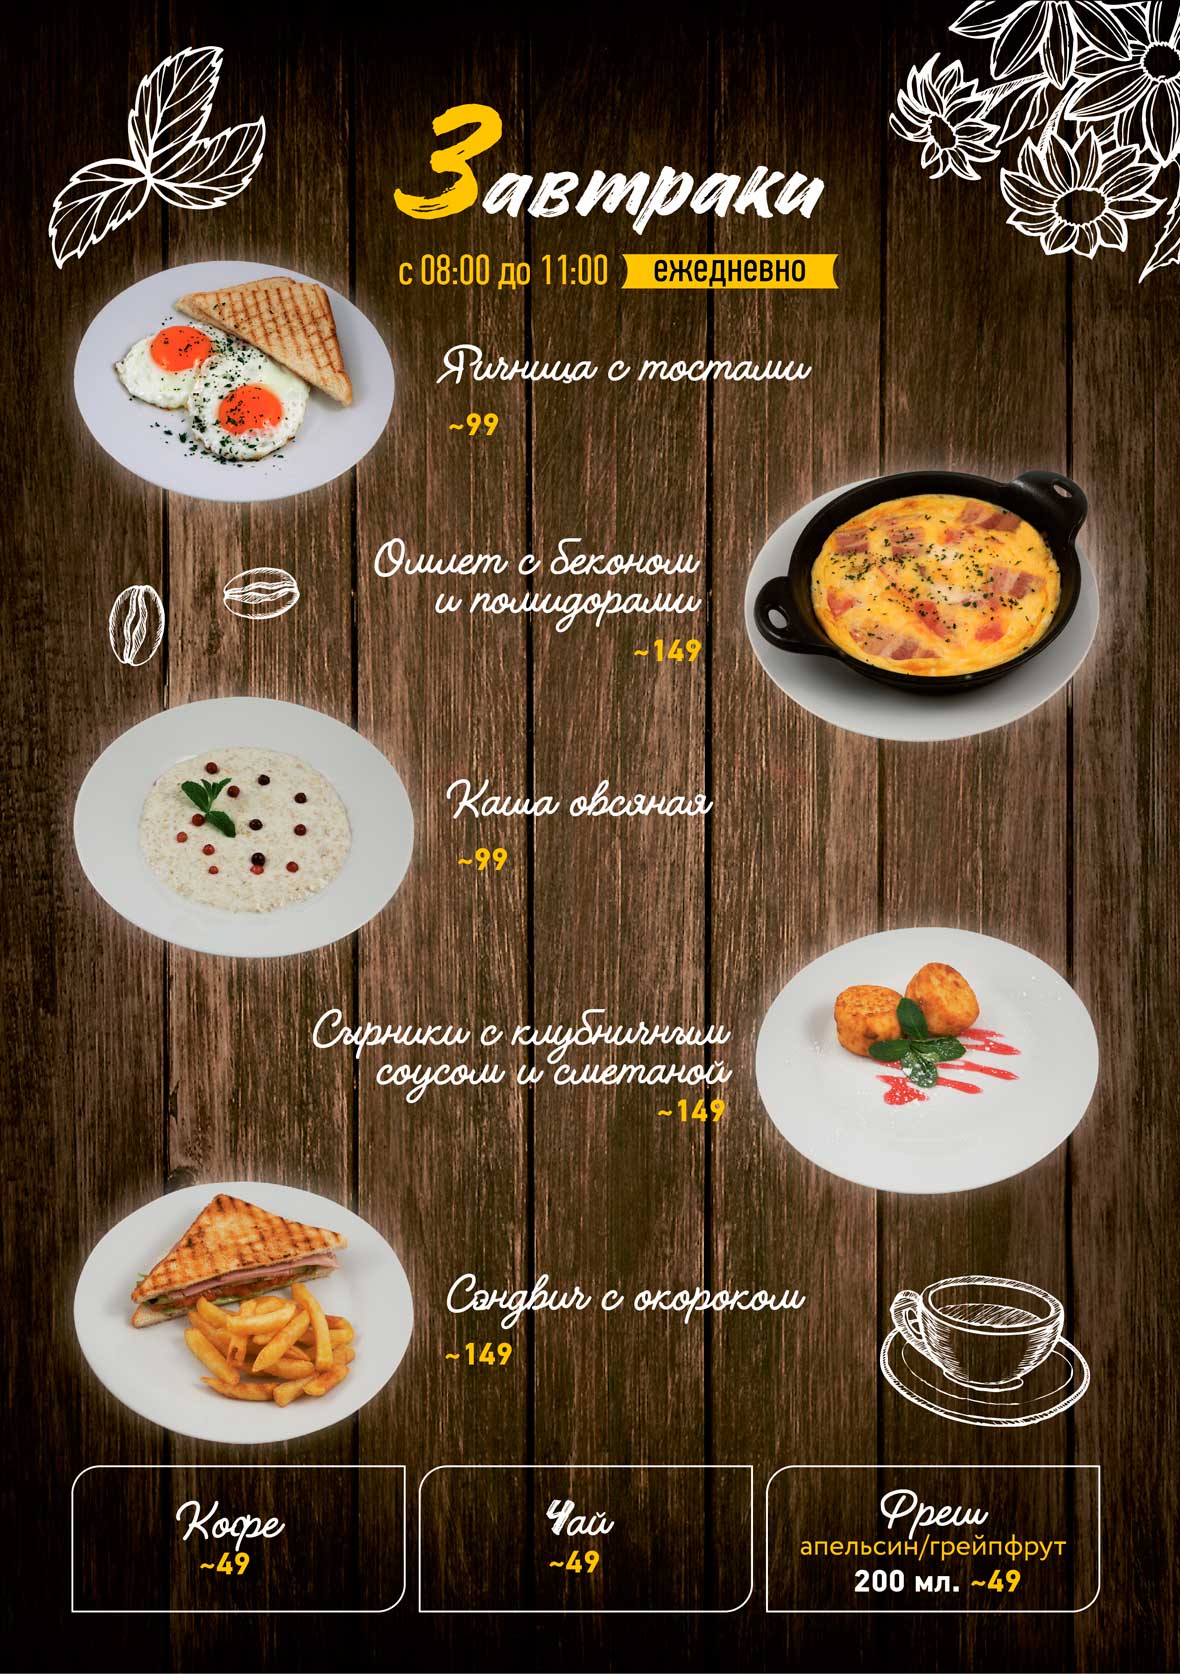 Завтраки
с 08:00 до 11:00 ежедневно
Яичница с тостами
~99
Омлет с беконом
и помидорами
~149
Каша овсяная
~99
Сырники с клубничным
соусом и сметаной
~149
Сэндвич с окороком
~149
Кофе
~49
Чай
~49
Фреш
апельсин/грейпфрут
200 мл. ~49